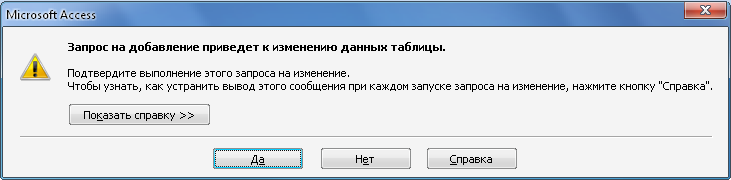 Microsoft Access
Запрос на добавление приведет к изменению данных таблицы.
Подтвердите выполнение этого запроса на изменение.
Чтобы узнать, как устранить вывод этого сообщения при каждом запуске запроса на изменение, нажмите кнопку "Справка".
Показать справку >>
Да
Нет
Справка